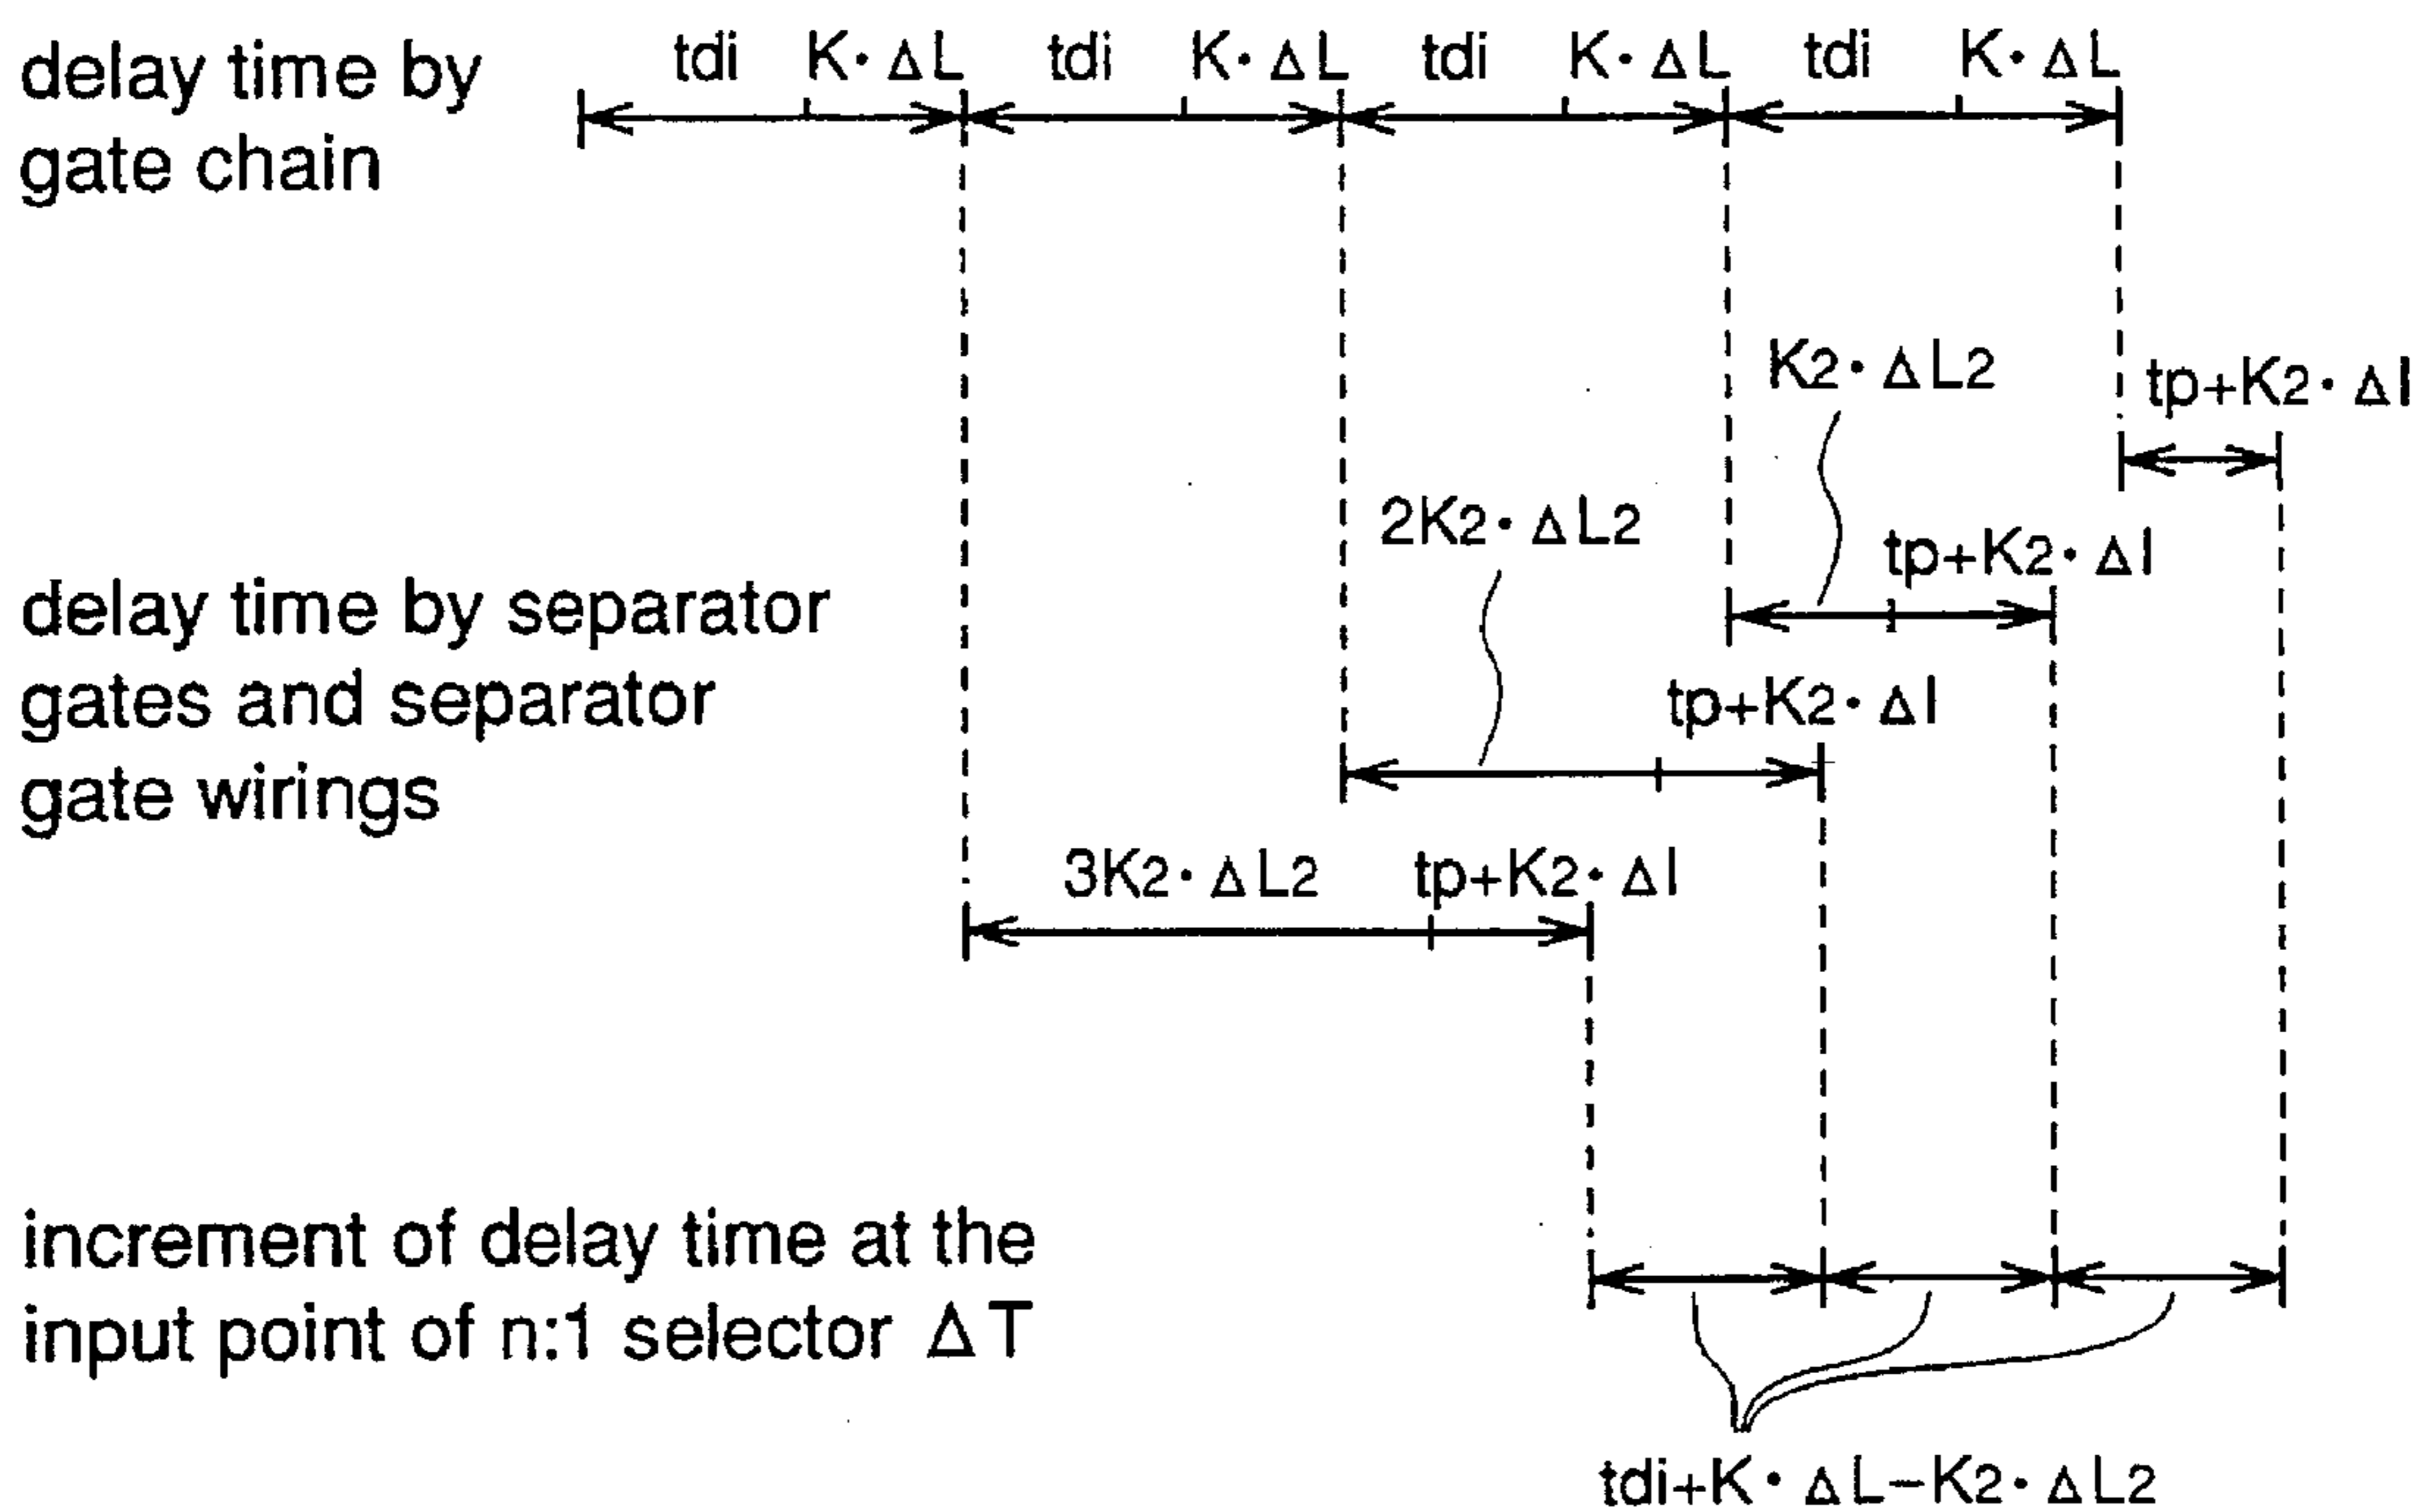 delay time by
gate chain
tdi K・ΔL tdi K・ΔL tdi K・ΔL tdi K・ΔL
K2・ΔL2
tp+K2・Δl
2K2・ΔL2
tp+K2・Δl
delay time by separator
gates and separator
gate wirings
tp+K2・Δl
3K2・ΔL2 tp+K2・Δl
increment of delay time at the
input point of n:1 selector ΔT
tdi+K・ΔL−K2・ΔL2